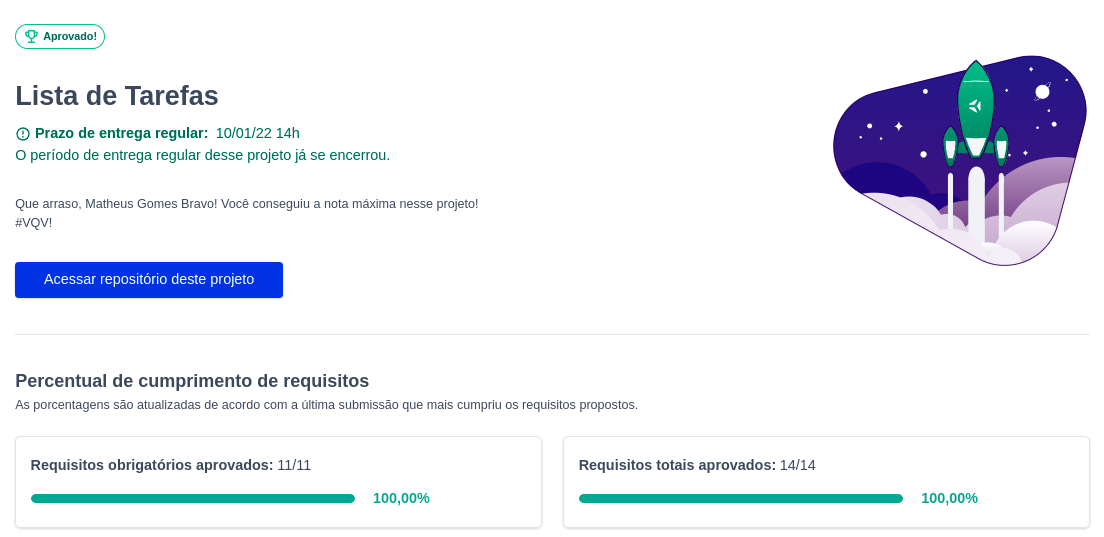 Aprovado!
Lista de Tarefas
Prazo de entrega regular: 10/01/22 14h
O período de entrega regular desse projeto já se encerrou.
Que arraso, Matheus Gomes Bravo! Você conseguiu a nota máxima nesse projeto!
#VQV!
Acessar repositório deste projeto
Percentual de cumprimento de requisitos
As porcentagens são atualizadas de acordo com a última submissão que mais cumpriu os requisitos propostos.
Requisitos obrigatórios aprovados: 11/11
100,00%
Requisitos totais aprovados: 14/14
100,00%